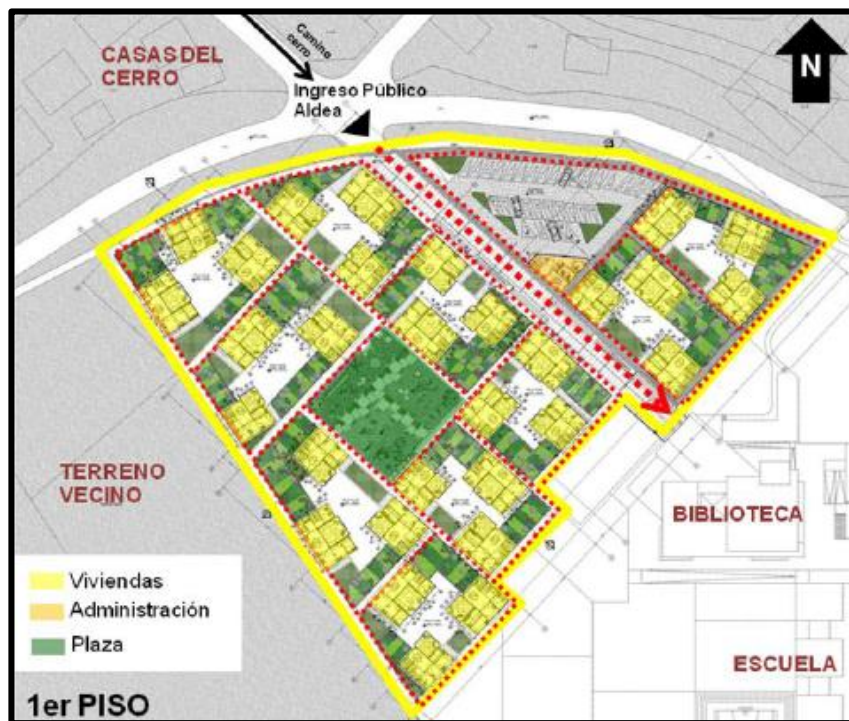 CASAS DEL
CERRO
Camino
cerro
Ingreso Público
Aldea
N
TERRENO
VECINO
BIBLIOTECA
ESCUELA
Viviendas
Administración
Plaza
1er PISO